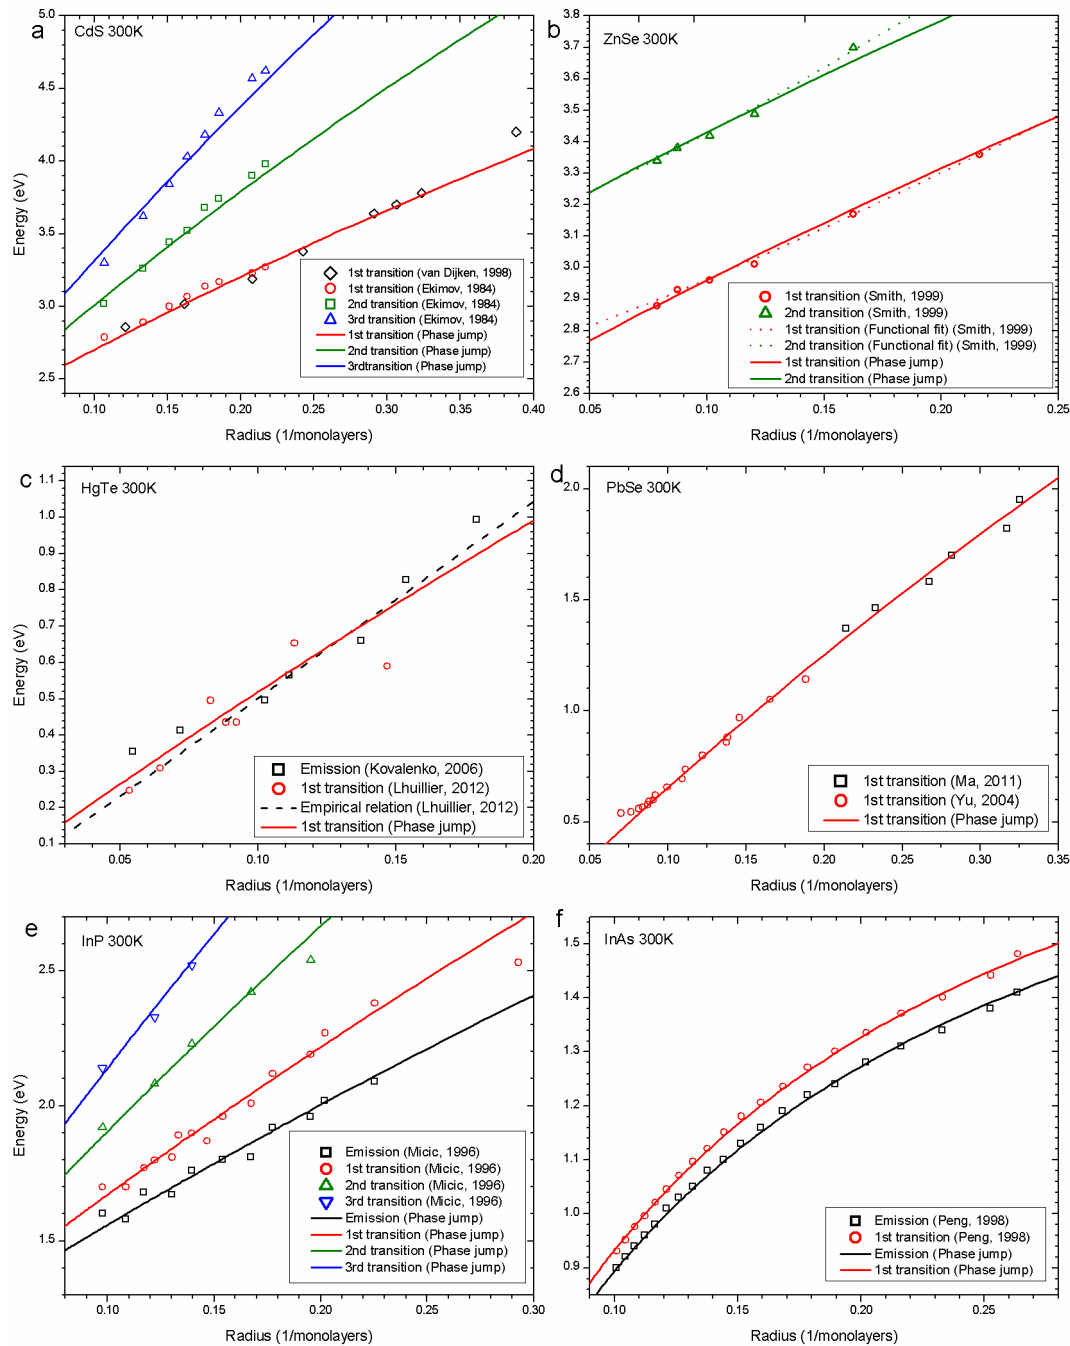 a
CdS 300K
5.0
4.5
4.0
3.5
3.0
2.5
Energy (eV)
1st transition (van Dijken, 1998)
1st transition (Ekimov, 1984)
2nd transition (Ekimov, 1984)
3rd transition (Ekimov, 1984)
1st transition (Phase jump)
2nd transition (Phase jump)
3rdtransition (Phase jump)
0.10 0.15 0.20 0.25 0.30 0.35 0.40
Radius (1/monolayers)
b
ZnSe 300K
3.8
3.7
3.6
3.5
3.4
3.3
3.2
3.1
3.0
2.9
2.8
2.7
2.6
1st transition (Smith, 1999)
2nd transition (Smith, 1999)
1st transition (Functional fit) (Smith, 1999)
2nd transition (Functional fit) (Smith, 1999)
1st transition (Phase jump)
2nd transition (Phase jump)
0.05 0.10 0.15 0.20 0.25
Radius (1/monolayers)
c
HgTe 300K
1.1
1.0
0.9
0.8
0.7
0.6
0.5
0.4
0.3
0.2
0.1
Energy (eV)
Emission (Kovalenko, 2006)
1st transition (Lhuillier, 2012)
Empirical relation (Lhuillier, 2012)
1st transition (Phase jump)
0.05 0.10 0.15 0.20
Radius (1/monolayers)
d
PbSe 300K
2.0
1.5
1.0
0.5
1st transition (Ma, 2011)
1st transition (Yu, 2004)
1st transition (Phase jump)
0.05 0.10 0.15 0.20 0.25 0.30 0.35
Radius (1/monolayers)
e
InP 300K
2.5
2.0
1.5
Energy (eV)
Emission (Micic, 1996)
1st transition (Micic, 1996)
2nd transition (Micic, 1996)
3rd transition (Micic, 1996)
Emission (Phase jump)
1st transition (Phase jump)
2nd transition (Phase jump)
3rd transition (Phase jump)
0.10 0.15 0.20 0.25 0.30
Radius (1/monolayers)
f
InAs 300K
1.5
1.4
1.3
1.2
1.1
1.0
0.9
Emission (Peng, 1998)
1st transition (Peng, 1998)
Emission (Phase jump)
1st transition (Phase jump)
0.10 0.15 0.20 0.25
Radius (1/monolayers)